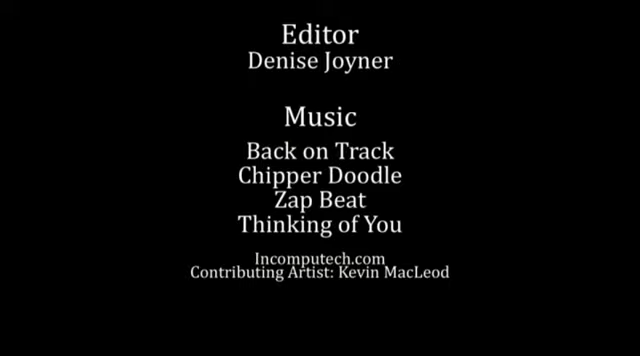 Editor
Denise Joyner
Music
Back on Track
Chipper Doodle
Zap Beat
Thinking of You
Incomputech.com
Contributing Artist: Kevin MacLeod